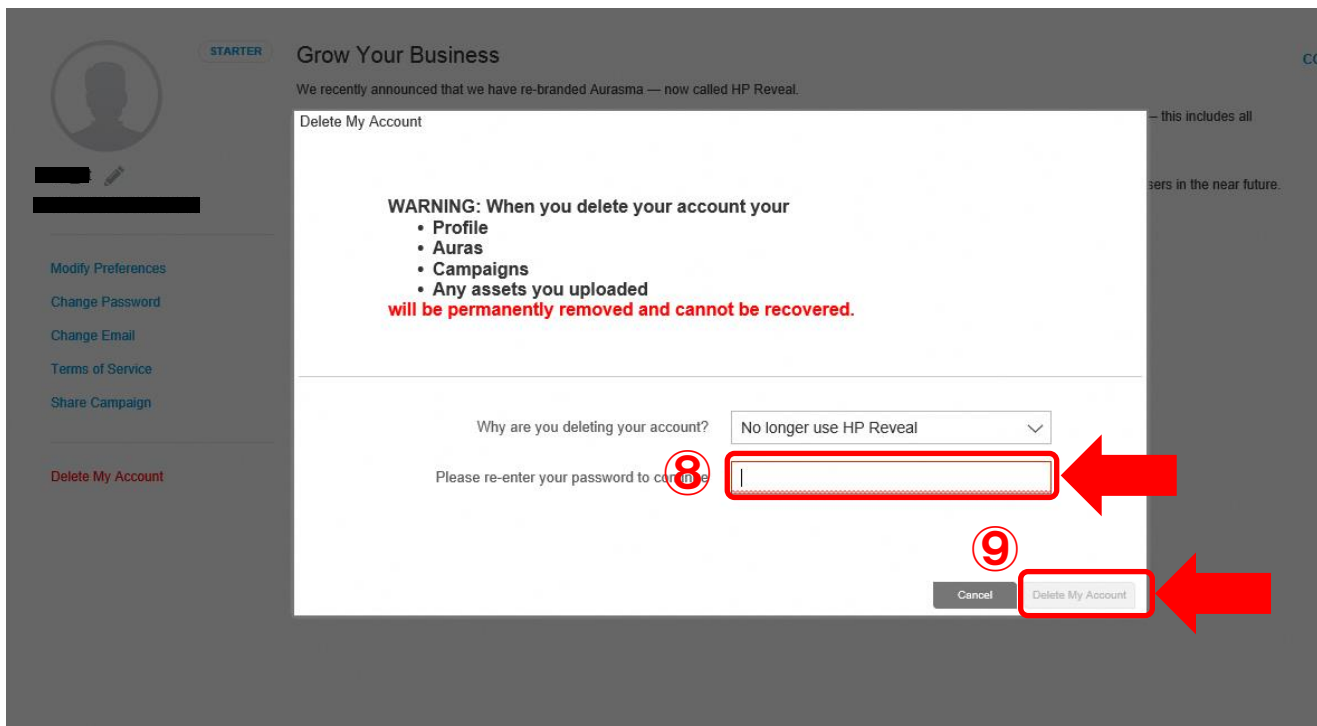 STARTER
Grow Your Business
CO
We recently announced that we have re-branded Aurasma — now called HP Reveal.
Delete My Account
– this includes all
sers in the near future.
WARNING: When you delete your account your
• Profile
• Auras
• Campaigns
• Any assets you uploaded
will be permanently removed and cannot be recovered.
Modify Preferences
Change Password
Change Email
Terms of Service
Share Campaign
Delete My Account
Why are you deleting your account?
No longer use HP Reveal
Please re-enter your password to continue
⑧
⑨
Cancel
Delete My Account